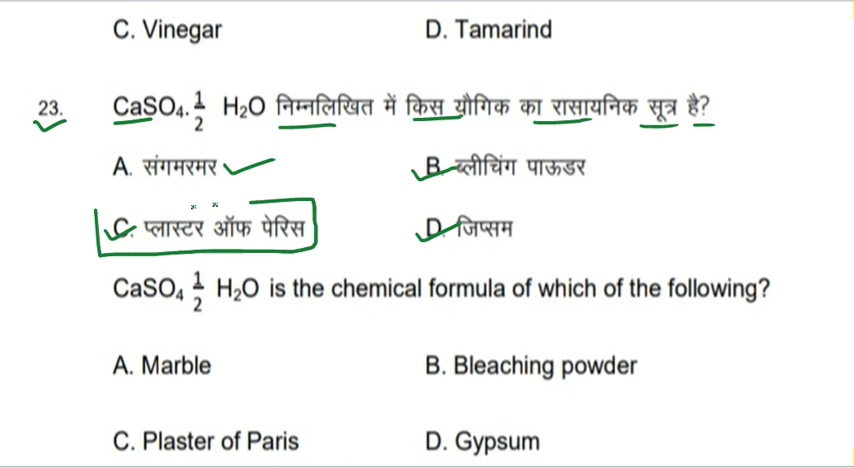 C. Vinegar D. Tamarind
23. CaSO₄.½ H₂O निम्नलिखित में किस यौगिक का रासायनिक सूत्र है?
A. संगमरमर B. ब्लीचिंग पाऊडर
C. प्लास्टर ऑफ पेरिस D. जिप्सम
CaSO₄ ½ H₂O is the chemical formula of which of the following?
A. Marble B. Bleaching powder
C. Plaster of Paris D. Gypsum